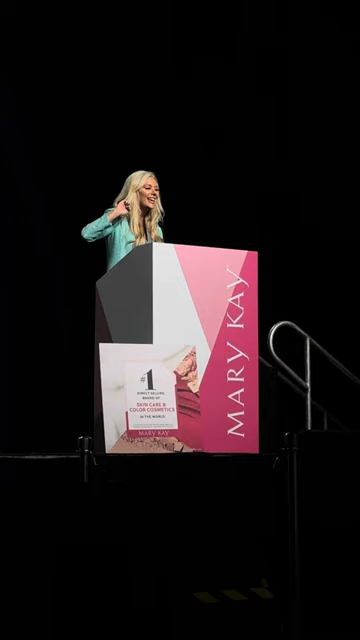 MARY KAY
#1
DIRECT SELLING
BRAND OF
SKIN CARE &
COLOR COSMETICS
IN THE WORLD
MARY KAY